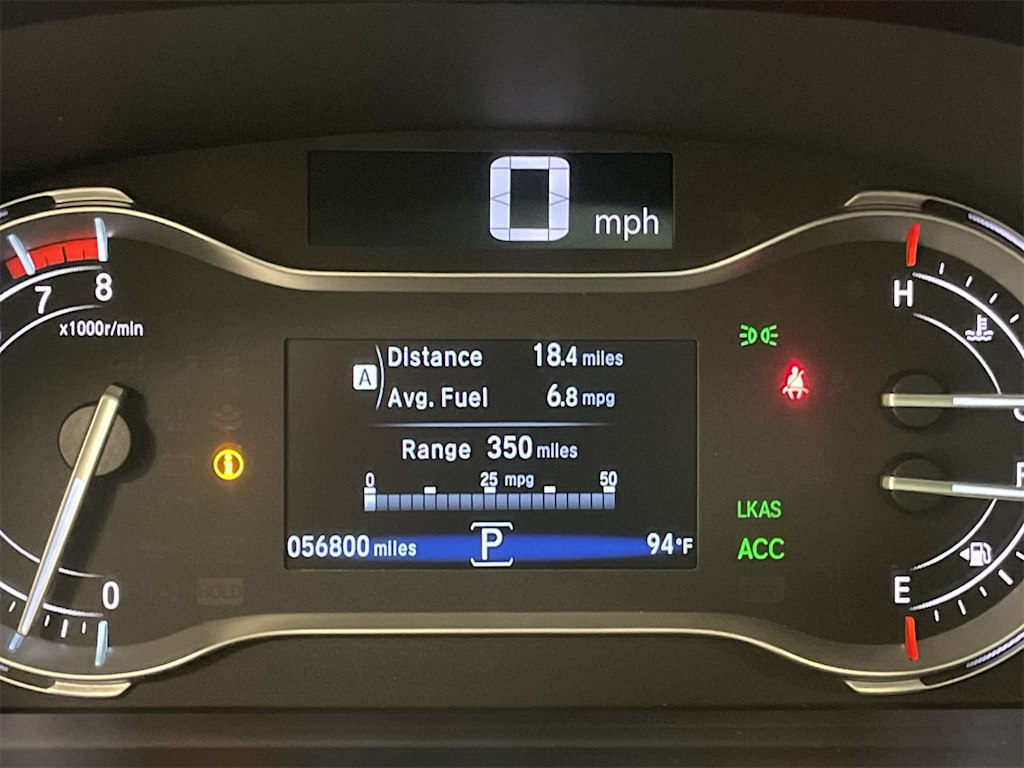 0 mph
7 8
x1000r/min
H
A Distance 18.4 miles
Avg. Fuel 6.8 mpg
Range 350 miles
0 25 mpg 50
LKAS
056800 miles P 94°F
ACC
HOLD
0
E